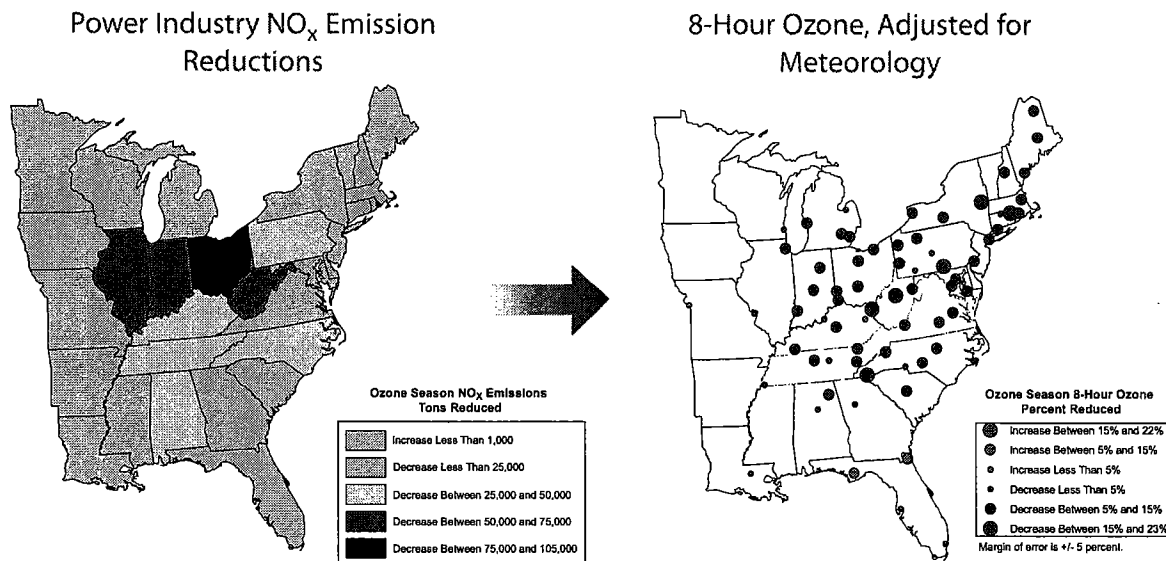 Power Industry NOx Emission
Reductions
8-Hour Ozone, Adjusted for
Meteorology
Ozone Season NOX Emissions
Tons Reduced
Increase Less Than 1,000
Decrease Less Than 25,000
Decrease Between 25,000 and 50,000
Decrease Between 50,000 and 75,000
Decrease Between 75,000 and 105,000
Ozone Season 8-Hour Ozone
Percent Reduced
Increase Between 15% and 22%
Increase Between 5% and 15%
Increase Less Than 5%
Decrease Less Than 5%
Decrease Between 5% and 15%
Decrease Between 15% and 23%
Margin of error is +/- 5 percent.